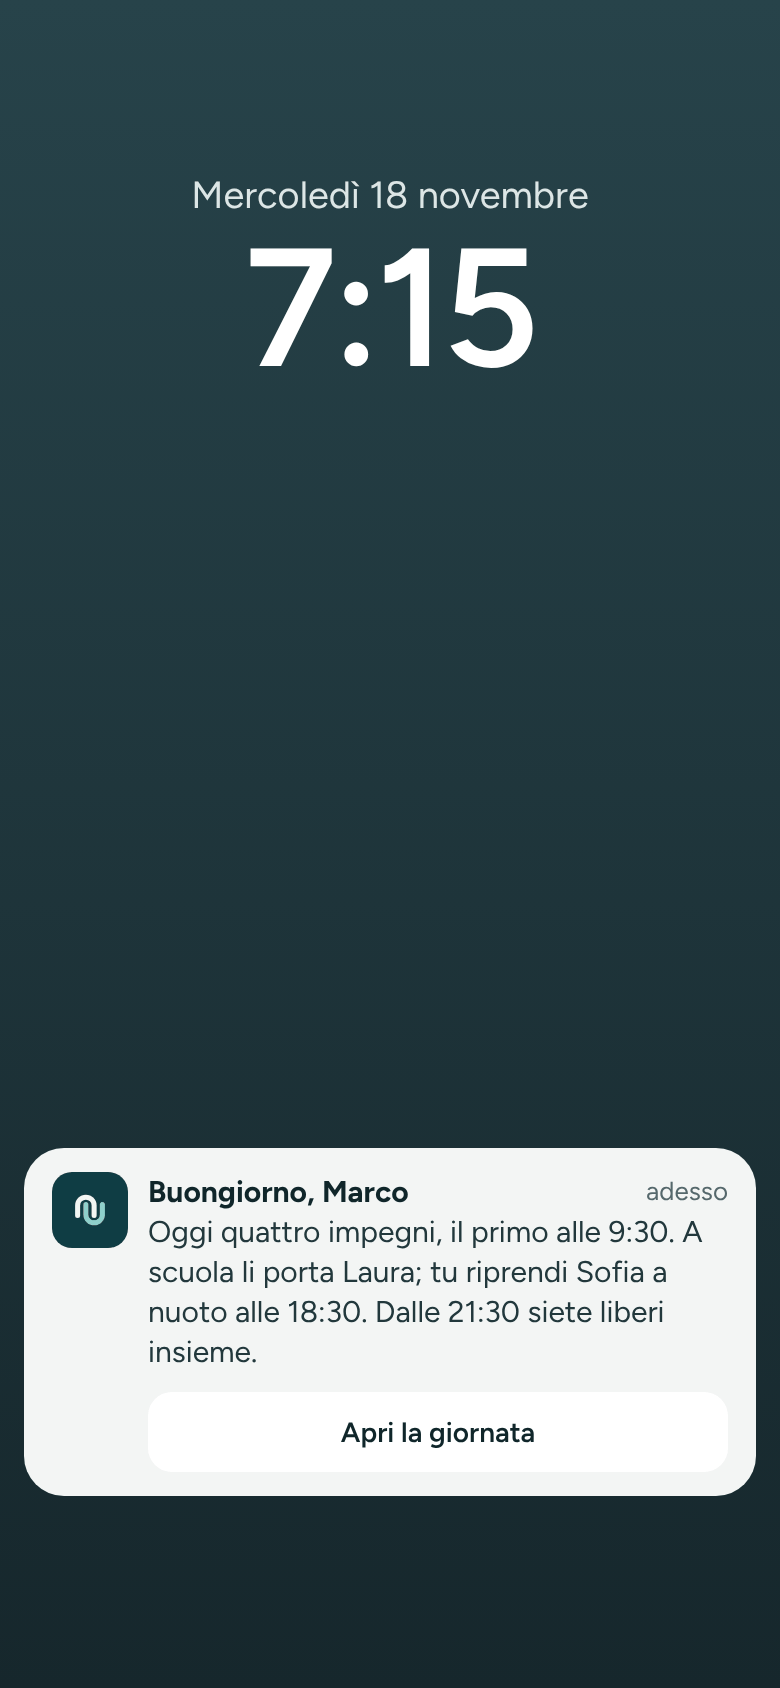 Mercoledì 18 novembre
7:15
Buongiorno, Marco
adesso
Oggi quattro impegni, il primo alle 9:30. A
scuola li porta Laura; tu riprendi Sofia a
nuoto alle 18:30. Dalle 21:30 siete liberi
insieme.
Apri la giornata